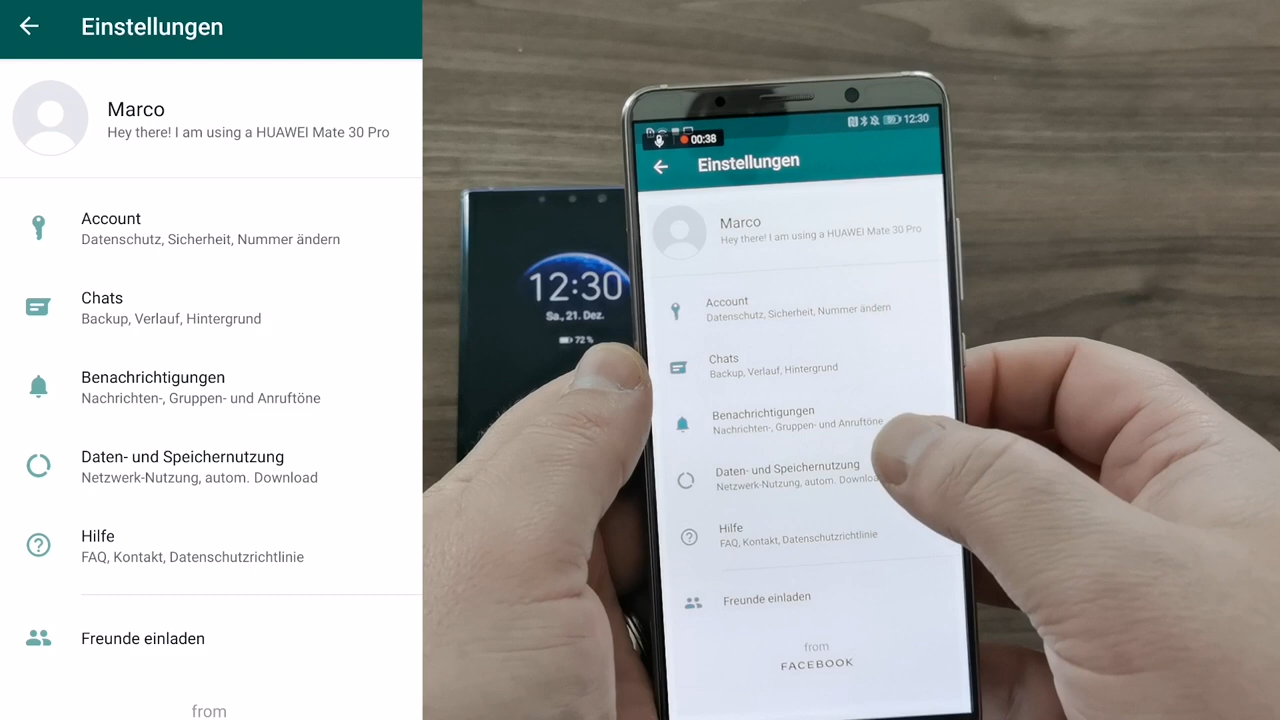 Einstellungen
Marco
Hey there! I am using a HUAWEI Mate 30 Pro
Account
Datenschutz, Sicherheit, Nummer ändern
Chats
Backup, Verlauf, Hintergrund
Benachrichtigungen
Nachrichten-, Gruppen- und Anruftöne
Daten- und Speichernutzung
Netzwerk-Nutzung, autom. Download
Hilfe
FAQ, Kontakt, Datenschutzrichtlinie
Freunde einladen
from
12:30
Sa., 21. Dez.
72 %
12:30
00:38
Einstellungen
Marco
Hey there! I am using a HUAWEI Mate 30 Pro
Account
Datenschutz, Sicherheit, Nummer ändern
Chats
Backup, Verlauf, Hintergrund
Benachrichtigungen
Nachrichten-, Gruppen- und Anruftöne
Daten- und Speichernutzung
Netzwerk-Nutzung, autom.
Hilfe
FAQ, Kontakt, Datenschutzrichtlinie
Freunde einladen
from
FACEBOOK